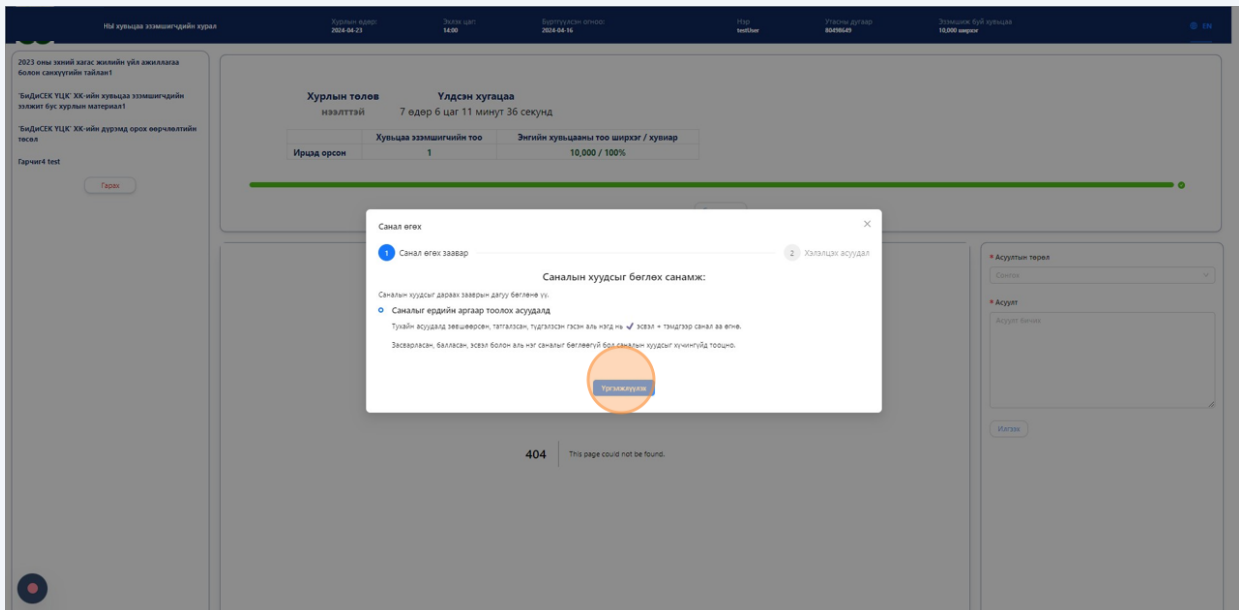 НЫ хувьцаа эзэмшигчдийн хурал
Хурлын өдөр:
2024-04-23
Эхлэх цаг:
14:00
Бүртгүүлсэн огноо:
2024-04-16
Нэр
testUser
Утасны дугаар
80498649
Эзэмшиж буй хувьцаа
10,000 ширхэг
EN
2023 оны эхний хагас жилийн үйл ажиллагаа
болон санхүүгийн тайлан1
'БиДиСЕК ҮЦК' ХК-ийн хувьцаа эзэмшигчдийн
ээлжит бус хурлын материал1
'БиДиСЕК ҮЦК' ХК-ийн дүрэмд орох өөрчлөлтийн
төсөл
Гарчиг4 test
Гарах
Хурлын төлөв
нээлттэй
Үлдсэн хугацаа
7 өдөр 6 цаг 11 минут 36 секунд
Хувьцаа эзэмшигчийн тоо
Энгийн хувьцааны тоо ширхэг / хувиар
Ирцэд орсон
1
10,000 / 100%
Санал өгөх
1 Санал өгөх заавар
2 Хэлэлцэх асуудал
Саналын хуудсыг бөглөх санамж:
Саналын хуудсыг дараах зааврын дагуу бөглөнө үү.
Саналыг ердийн аргаар тоолох асуудалд
Тухайн асуудалд зөвшөөрсөн, татгалзсан, түдгэлзсэн гэсэн аль нэгд нь ✔ эсвэл + тэмдгээр санал аа өгнө.
Засварласан, балласан, эсвэл болон аль нэг саналыг бөглөөгүй бол саналын хуудсыг хүчингүйд тооцно.
Үргэлжлүүлэх
404
This page could not be found.
* Асуултын төрөл
Сонгох
* Асуулт
Асуулт бичих
Илгээх